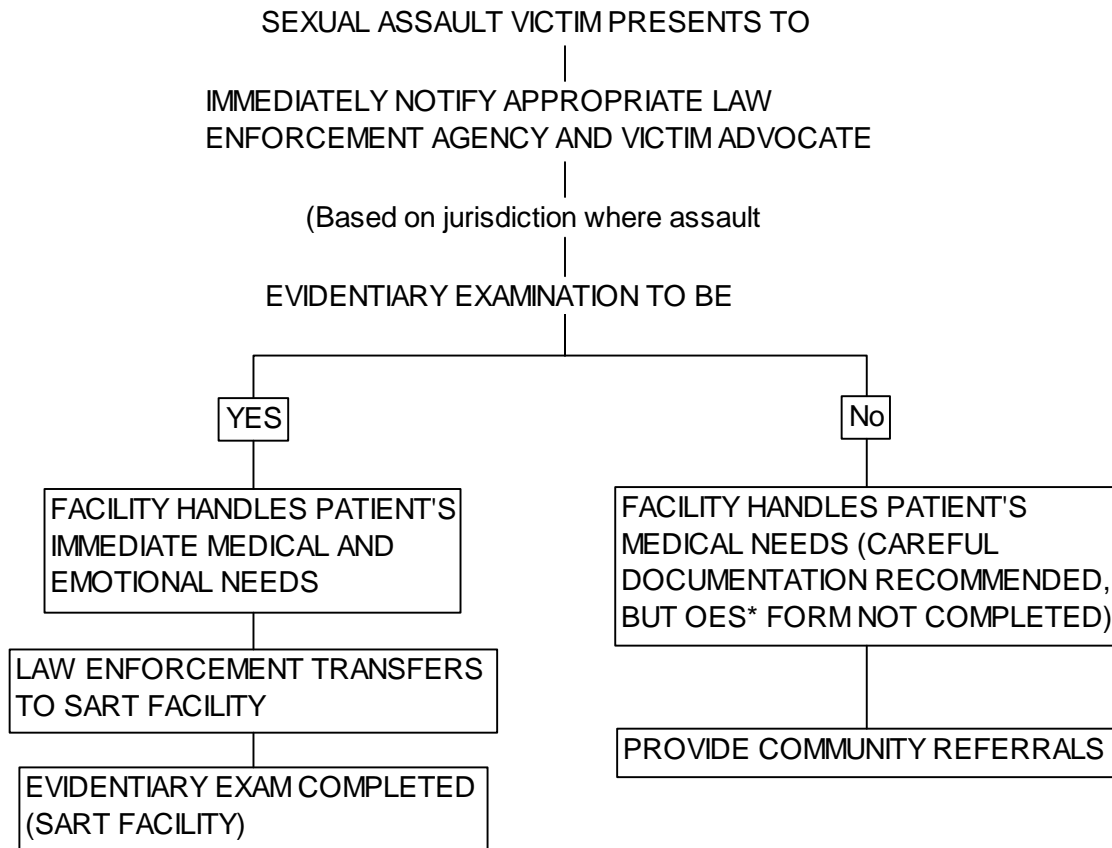 SEXUAL ASSAULT VICTIM PRESENTS TO
IMMEDIATELY NOTIFY APPROPRIATE LAW
ENFORCEMENT AGENCY AND VICTIM ADVOCATE
(Based on jurisdiction where assault
EVIDENTIARY EXAMINATION TO BE
YES
FACILITY HANDLES PATIENT'S
IMMEDIATE MEDICAL AND
EMOTIONAL NEEDS
LAW ENFORCEMENT TRANSFERS
TO SART FACILITY
EVIDENTIARY EXAM COMPLETED
(SART FACILITY)
No
FACILITY HANDLES PATIENT'S
MEDICAL NEEDS (CAREFUL
DOCUMENTATION RECOMMENDED,
BUT OES* FORM NOT COMPLETED)
PROVIDE COMMUNITY REFERRALS